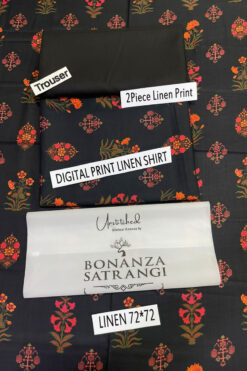 Trouser
2Piece Linen Print
DIGITAL PRINT LINEN SHIRT
Unstitched
BONANZA
SATRANGI
LINEN 72*72